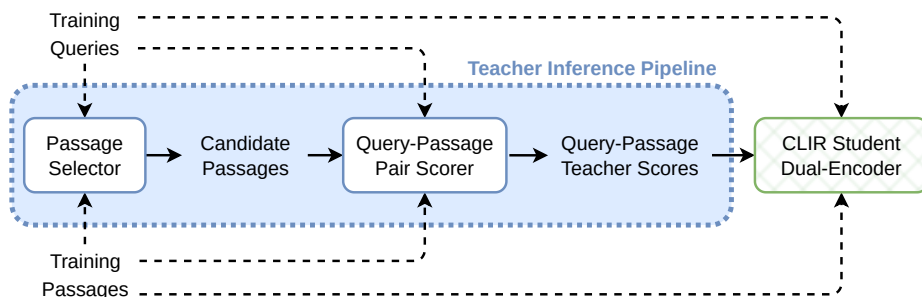 Training
Queries
Teacher Inference Pipeline
Passage
Selector
Candidate
Passages
Query-Passage
Pair Scorer
Query-Passage
Teacher Scores
CLIR Student
Dual-Encoder
Training
Passages